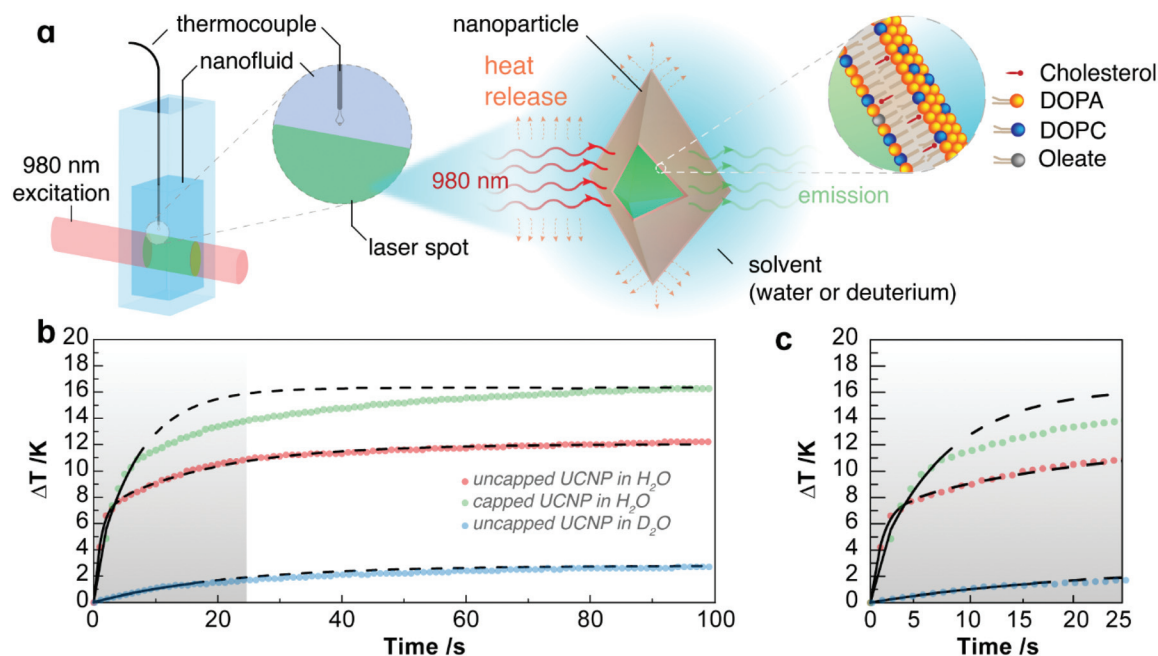 a
thermocouple
nanofluid
980 nm
excitation
laser spot
heat
release
980 nm
nanoparticle
emission
solvent
(water or deuterium)
Cholesterol
DOPA
DOPC
Oleate
b
ΔT /K
20
18
16
14
12
10
8
6
4
2
0
uncapped UCNP in H₂O
capped UCNP in H₂O
uncapped UCNP in D₂O
0 20 40 60 80 100
Time /s
c
ΔT /K
20
18
16
14
12
10
8
6
4
2
0
0 5 10 15 20 25
Time /s